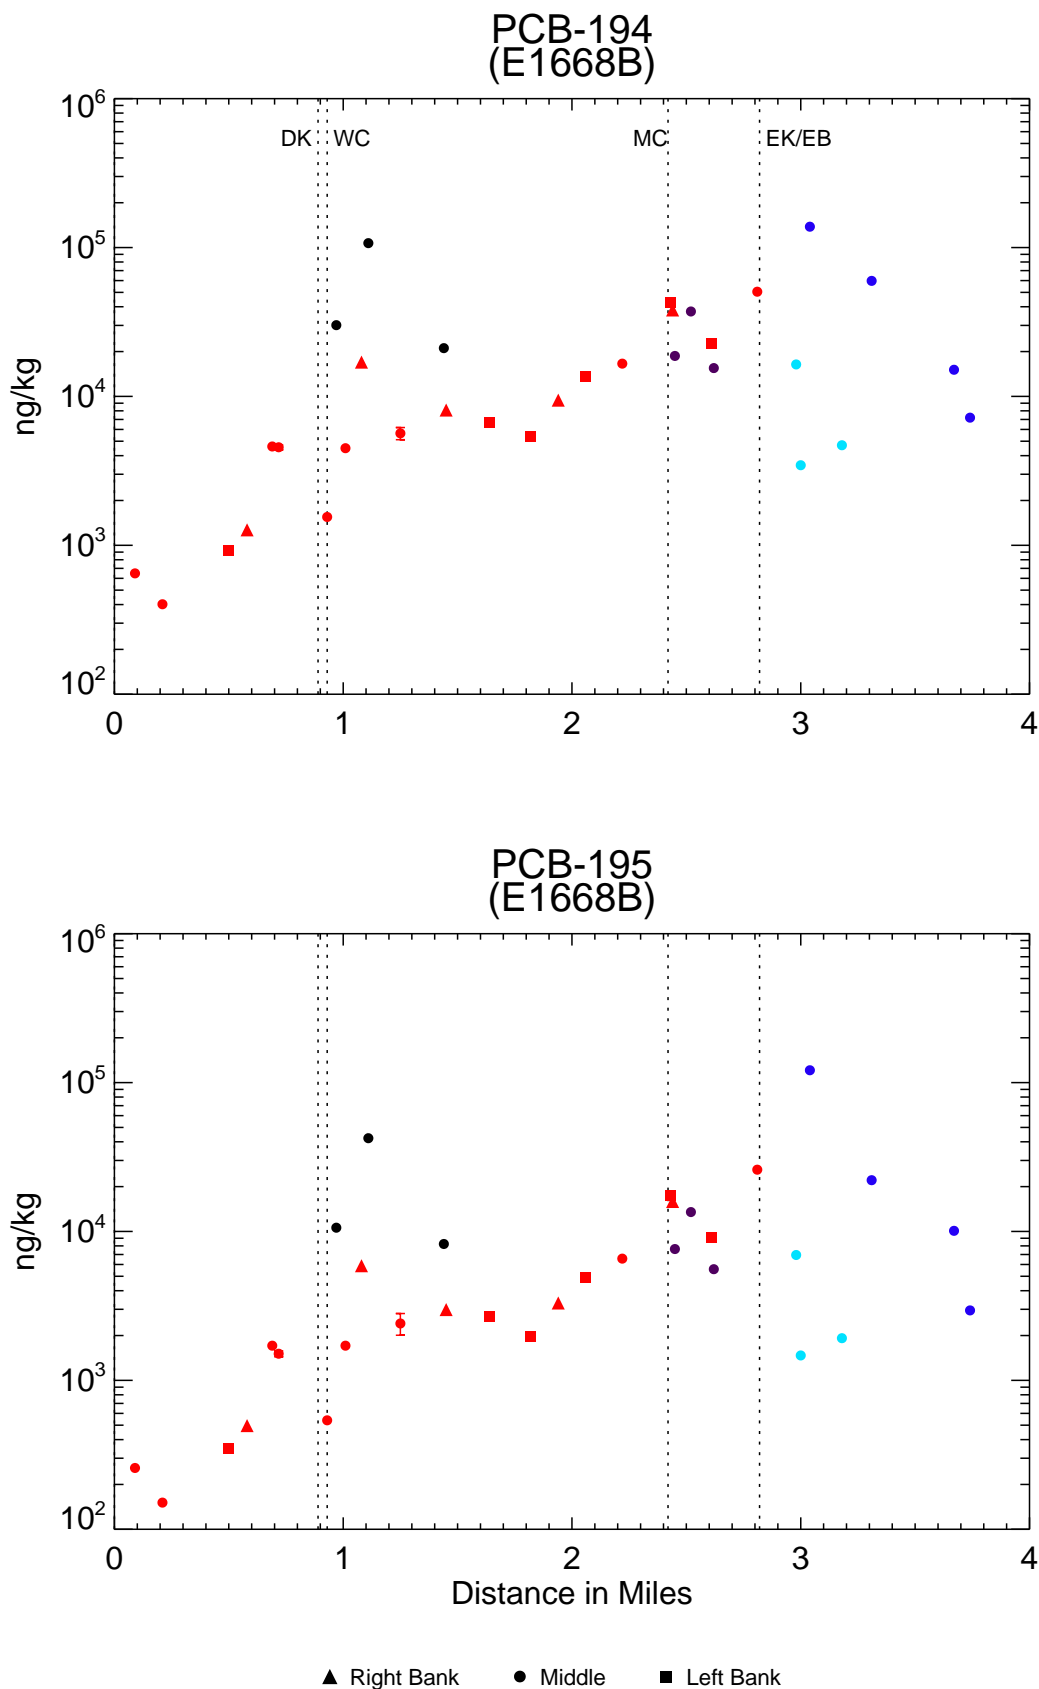 PCB-194
(E1668B)
10^6
DK WC MC EK/EB
10^5
ng/kg
10^4
10^3
10^2
0 1 2 3 4
PCB-195
(E1668B)
10^6
10^5
ng/kg
10^4
10^3
10^2
0 1 2 3 4
Distance in Miles
Right Bank Middle Left Bank